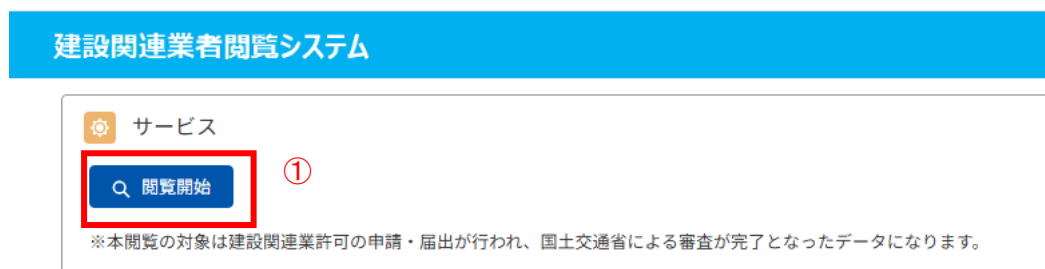 建設関連業者閲覧システム
サービス
閲覧開始
①
※本閲覧の対象は建設関連業許可の申請・届出が行われ、国土交通省による審査が完了となったデータになります。